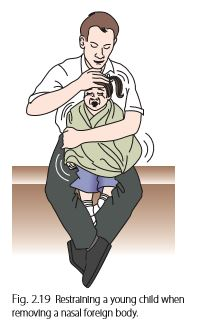 Fig. 2.19 Restraining a young child when
removing a nasal foreign body.